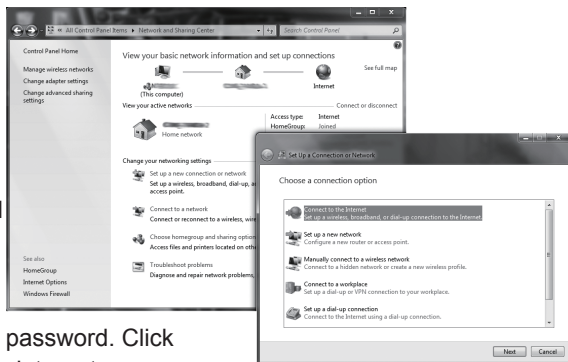 All Control Panel Items ▸ Network and Sharing Center
Search Control Panel
Control Panel Home
Manage wireless networks
Change adapter settings
Change advanced sharing
settings
See also
HomeGroup
Internet Options
Windows Firewall
View your basic network information and set up connections
See full map
(This computer)
Internet
View your active networks
Connect or disconnect
Home network
Access type: Internet
HomeGroup: Joined
Change your networking settings
Set up a new connection or network
Set up a wireless, broadband, dial-up, a
access point.
Connect to a network
Connect or reconnect to a wireless, wire
Choose homegroup and sharing option
Access files and printers located on othe
Troubleshoot problems
Diagnose and repair network problems,
Set Up a Connection or Network
Choose a connection option
Connect to the Internet
Set up a wireless, broadband, or dial-up connection to the Internet.
Set up a new network
Configure a new router or access point.
Manually connect to a wireless network
Connect to a hidden network or create a new wireless profile.
Connect to a workplace
Set up a dial-up or VPN connection to your workplace.
Set up a dial-up connection
Connect to the Internet using a dial-up connection.
Next
Cancel
password. Click